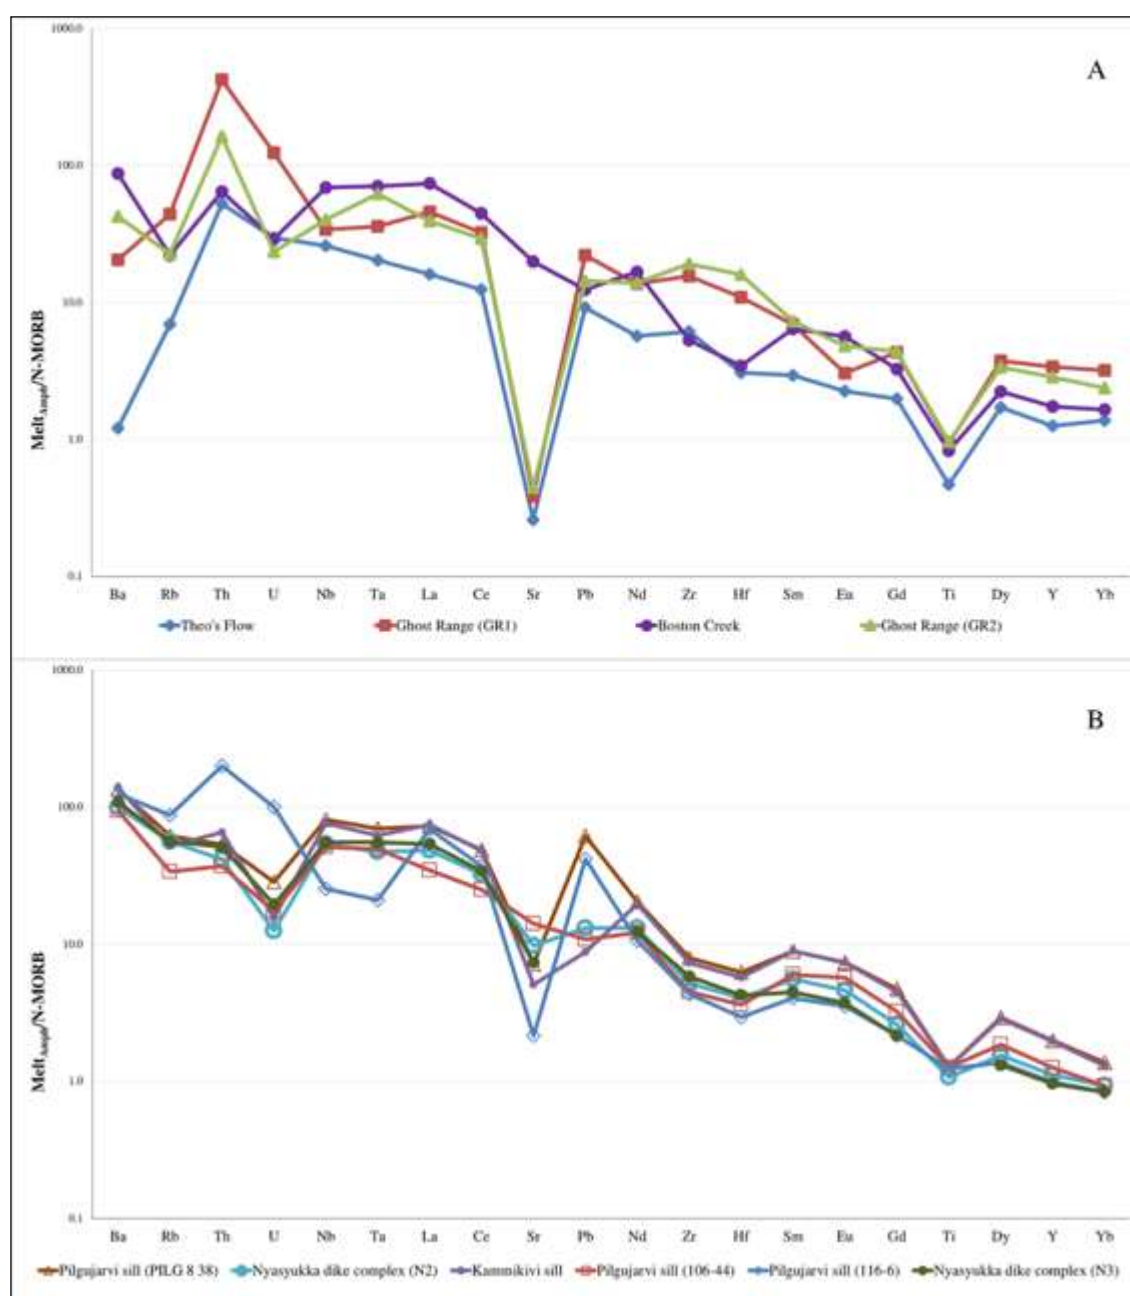 1000.0
A
100.0
10.0
1.0
0.1
Melt_Amph/N-MORB
Ba Rb Th U Nb Ta La Ce Sr Pb Nd Zr Hf Sm Eu Gd Ti Dy Y Yb
Theo's Flow Ghost Range (GR1) Boston Creek Ghost Range (GR2)
1000.0
B
100.0
10.0
1.0
0.1
Melt_Amph/N-MORB
Ba Rb Th U Nb Ta La Ce Sr Pb Nd Zr Hf Sm Eu Gd Ti Dy Y Yb
Pilgujarvi sill (PILG 8 38) Nyasyukka dike complex (N2) Kammikivi sill Pilgujarvi sill (106-44) Pilgujarvi sill (116-6) Nyasyukka dike complex (N3)